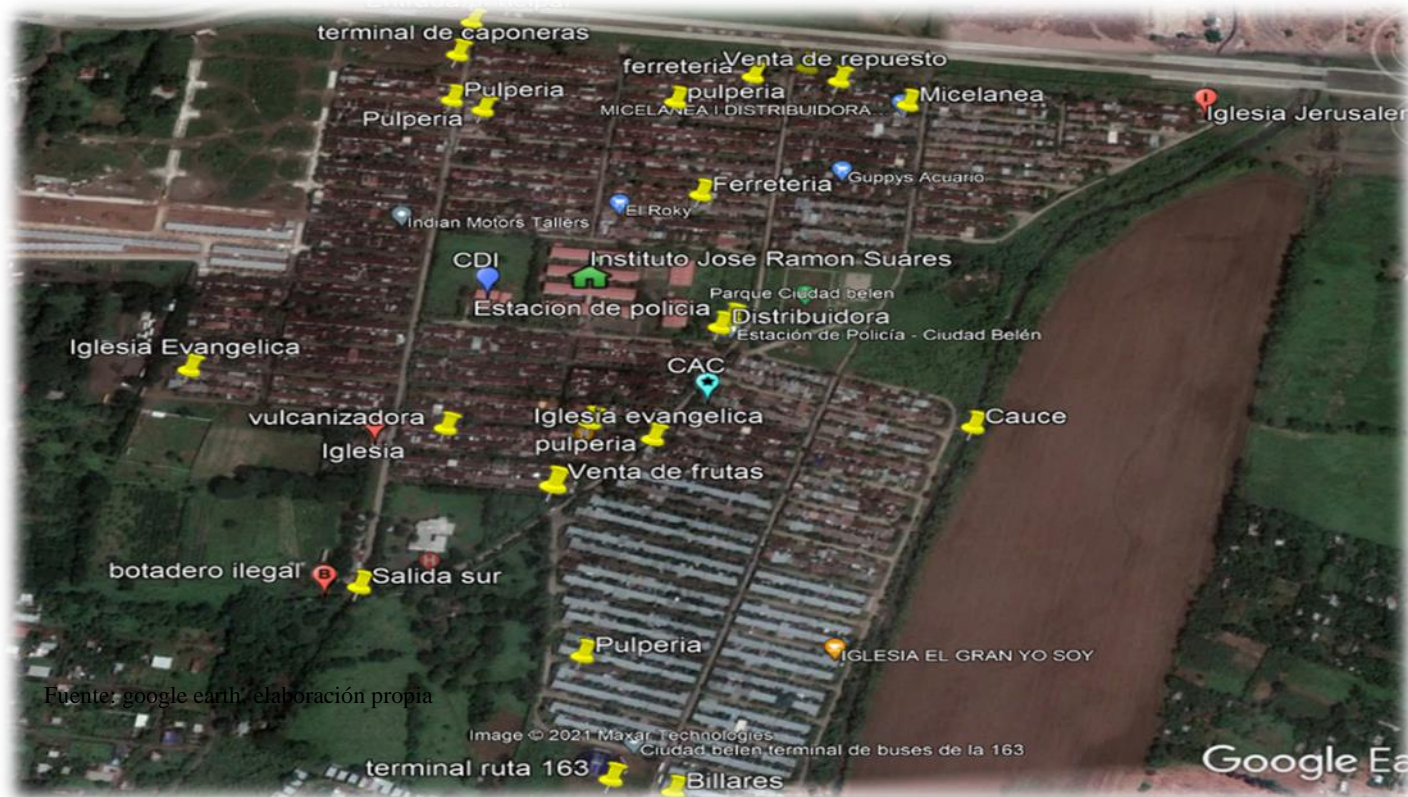 terminal de caponeras
Venta de repuesto
ferreteria
Pulperia
pulperia
Micelanea
MICELANEA I DISTRIBUIDORA...
Iglesia Jerusalen
Pulperia
Guppys Acuario
Ferreteria
El Roky
Indian Motors Tallers
CDI
Instituto Jose Ramon Suares
Parque Ciudad belen
Estacion de policia
Distribuidora
Estación de Policía - Ciudad Belén
Iglesia Evangelica
CAC
vulcanizadora
Iglesia evangelica
Cauce
Iglesia
pulperia
Venta de frutas
botadero ilegal
B
Salida sur
H
Pulperia
IGLESIA EL GRAN YO SOY
Fuente: google earth, elaboración propia
Image © 2021 Maxar Technologies
Ciudad belen terminal de buses de la 163
Google Ea
terminal ruta 163
Billares